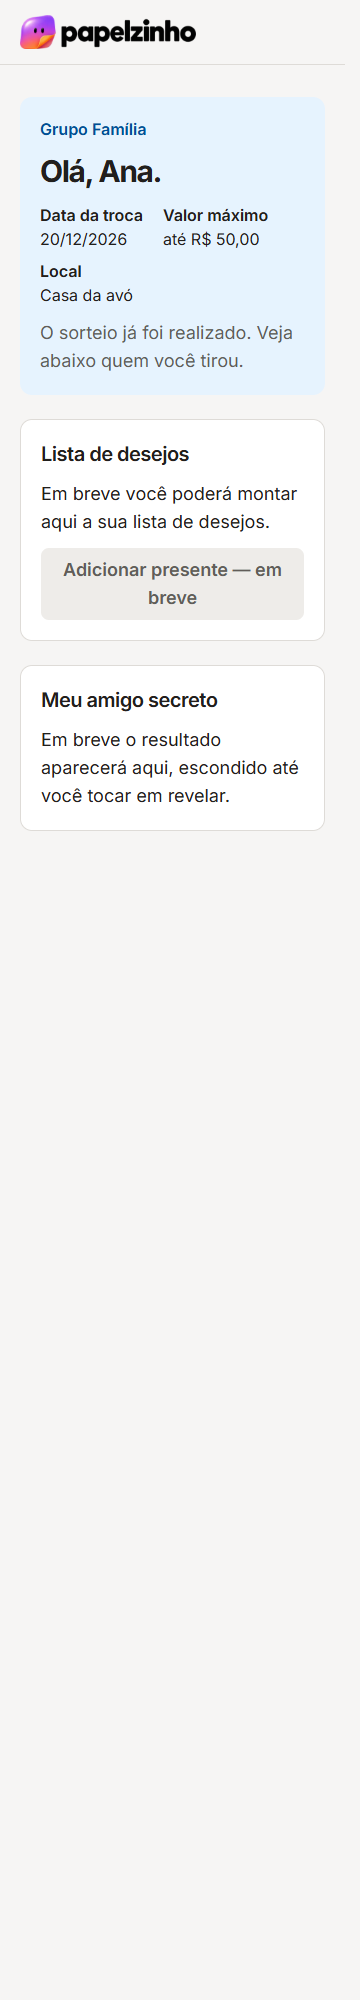 papelzinho
Grupo Família
Olá, Ana.
Data da troca Valor máximo
20/12/2026 até R$ 50,00
Local
Casa da avó
O sorteio já foi realizado. Veja
abaixo quem você tirou.
Lista de desejos
Em breve você poderá montar
aqui a sua lista de desejos.
Adicionar presente — em
breve
Meu amigo secreto
Em breve o resultado
aparecerá aqui, escondido até
você tocar em revelar.